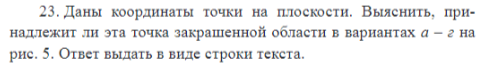 23. Даны координаты точки на плоскости. Выяснить, при-
надлежит ли эта точка закрашенной области в вариантах а – г на
рис. 5. Ответ выдать в виде строки текста.